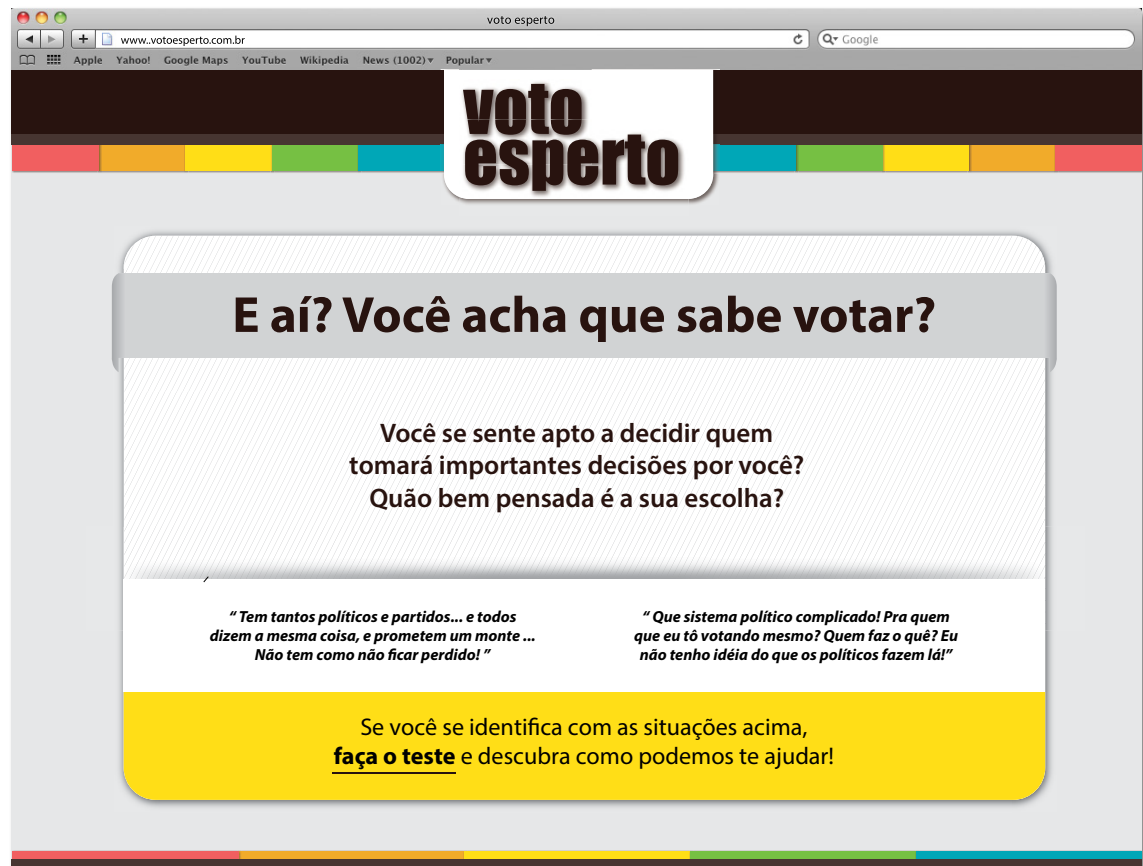 voto esperto
www..votoesperto.com.br
Google
Apple Yahoo! Google Maps YouTube Wikipedia News (1002) Popular
voto
esperto
E aí? Você acha que sabe votar?
Você se sente apto a decidir quem
tomará importantes decisões por você?
Quão bem pensada é a sua escolha?
“ Tem tantos políticos e partidos... e todos
dizem a mesma coisa, e prometem um monte ...
Não tem como não ficar perdido! ”
“ Que sistema político complicado! Pra quem
que eu tô votando mesmo? Quem faz o quê? Eu
não tenho idéia do que os políticos fazem lá!”
Se você se identifica com as situações acima,
faça o teste e descubra como podemos te ajudar!